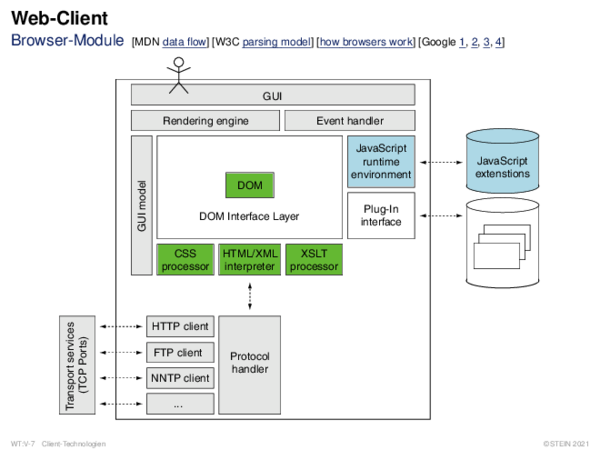 Web-Client
Browser-Module [MDN data flow] [W3C parsing model] [how browsers work] [Google 1, 2, 3, 4]
GUI
Rendering engine
Event handler
GUI model
DOM
DOM Interface Layer
JavaScript
runtime
environment
JavaScript
extenstions
Plug-In
interface
CSS
processor
HTML/XML
interpreter
XSLT
processor
Transport services
(TCP Ports)
HTTP client
FTP client
NNTP client
...
Protocol
handler
WT:V-7 Client-Technologien
©STEIN 2021